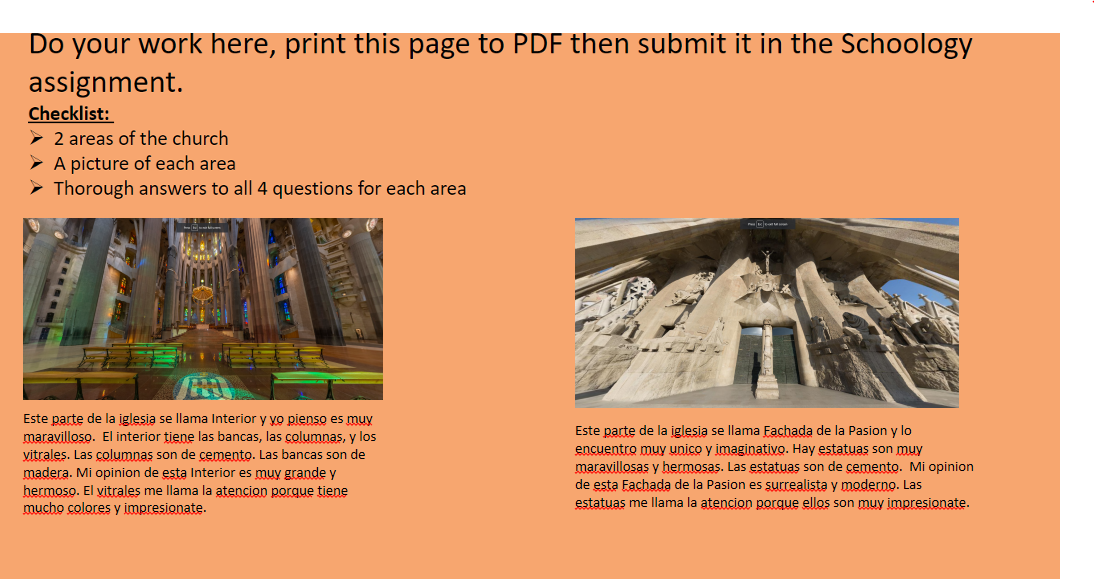 Do your work here, print this page to PDF then submit it in the Schoology
assignment.
Checklist:
➢ 2 areas of the church
➢ A picture of each area
➢ Thorough answers to all 4 questions for each area
Este parte de la iglesia se llama Interior y yo pienso es muy
maravilloso. El interior tiene las bancas, las columnas, y los
vitrales. Las columnas son de cemento. Las bancas son de
madera. Mi opinion de esta Interior es muy grande y
hermoso. El vitrales me llama la atencion porque tiene
mucho colores y impresionate.
Este parte de la iglesia se llama Fachada de la Pasion y lo
encuentro muy unico y imaginativo. Hay estatuas son muy
maravillosas y hermosas. Las estatuas son de cemento. Mi opinion
de esta Fachada de la Pasion es surrealista y moderno. Las
estatuas me llama la atencion porque ellos son muy impresionate.